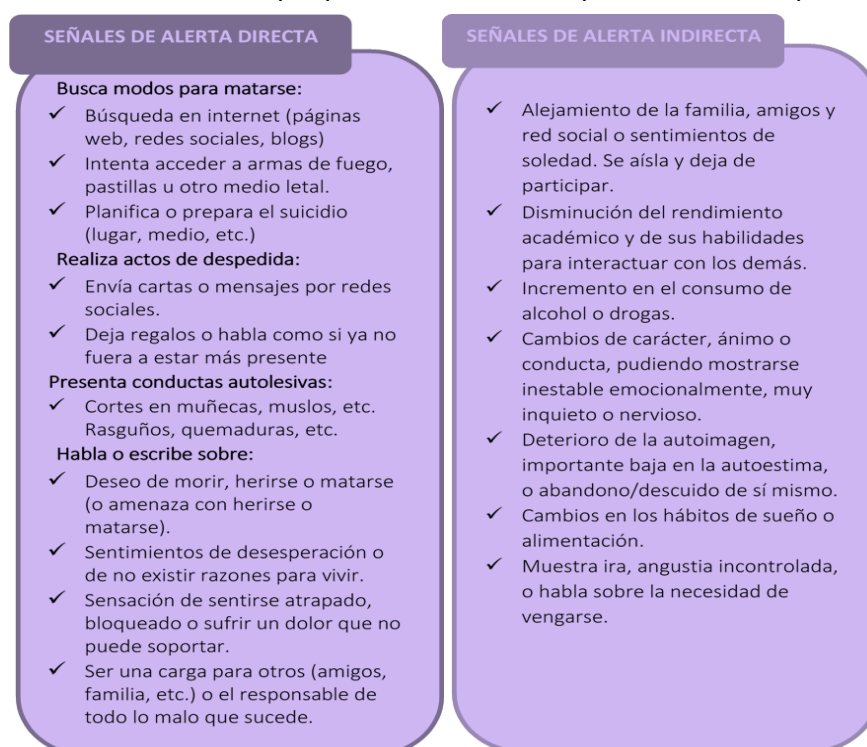 SEÑALES DE ALERTA DIRECTA
Busca modos para matarse:
✓ Búsqueda en internet (páginas
web, redes sociales, blogs)
✓ Intenta acceder a armas de fuego,
pastillas u otro medio letal.
✓ Planifica o prepara el suicidio
(lugar, medio, etc.)
Realiza actos de despedida:
✓ Envía cartas o mensajes por redes
sociales.
✓ Deja regalos o habla como si ya no
fuera a estar más presente
Presenta conductas autolesivas:
✓ Cortes en muñecas, muslos, etc.
Rasguños, quemaduras, etc.
Habla o escribe sobre:
✓ Deseo de morir, herirse o matarse
(o amenaza con herirse o
matarse).
✓ Sentimientos de desesperación o
de no existir razones para vivir.
✓ Sensación de sentirse atrapado,
bloqueado o sufrir un dolor que no
puede soportar.
✓ Ser una carga para otros (amigos,
familia, etc.) o el responsable de
todo lo malo que sucede.
SEÑALES DE ALERTA INDIRECTA
✓ Alejamiento de la familia, amigos y
red social o sentimientos de
soledad. Se aísla y deja de
participar.
✓ Disminución del rendimiento
académico y de sus habilidades
para interactuar con los demás.
✓ Incremento en el consumo de
alcohol o drogas.
✓ Cambios de carácter, ánimo o
conducta, pudiendo mostrarse
inestable emocionalmente, muy
inquieto o nervioso.
✓ Deterioro de la autoimagen,
importante baja en la autoestima,
o abandono/descuido de sí mismo.
✓ Cambios en los hábitos de sueño o
alimentación.
✓ Muestra ira, angustia incontrolada,
o habla sobre la necesidad de
vengarse.